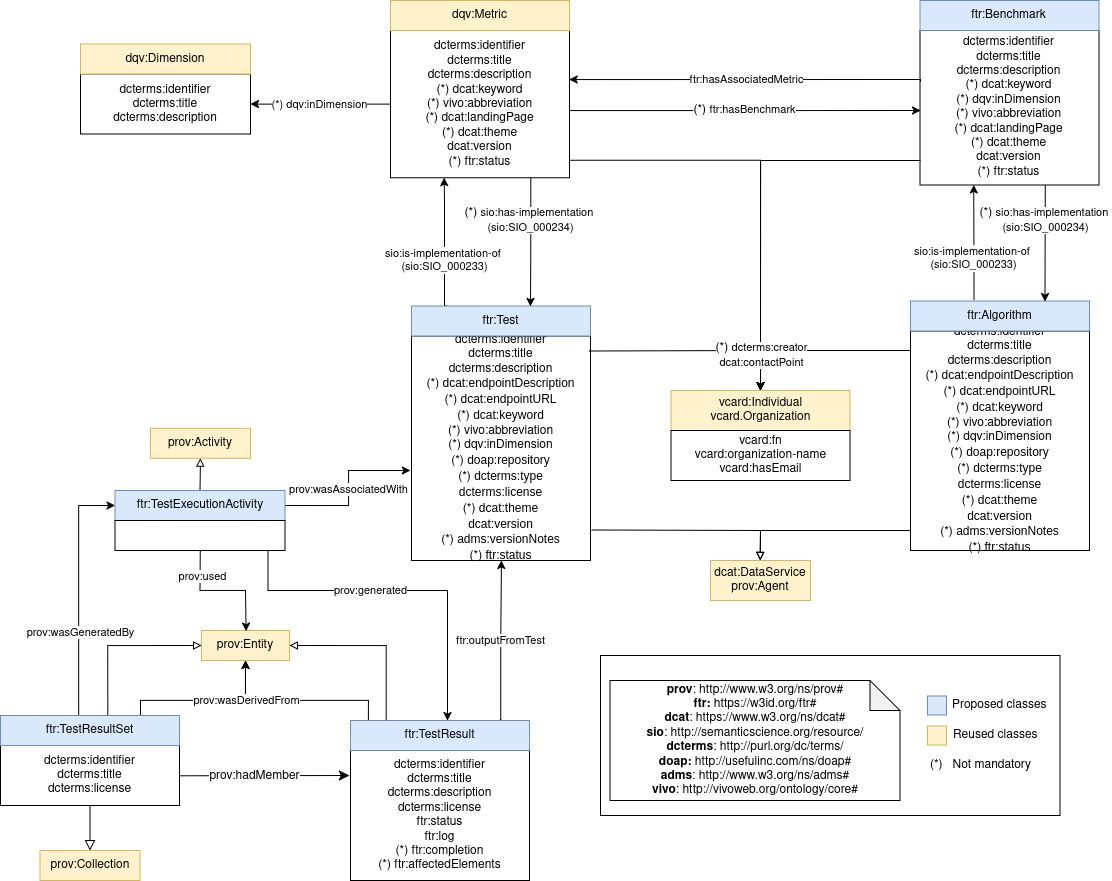 dqv:Metric
dcterms:identifier
dcterms:title
dcterms:description
(*) dcat:keyword
(*) vivo:abbreviation
(*) dcat:landingPage
(*) dcat:theme
dcat:version
(*) ftr:status
ftr:Benchmark
dcterms:identifier
dcterms:title
dcterms:description
(*) dcat:keyword
(*) dqv:inDimension
(*) vivo:abbreviation
(*) dcat:landingPage
(*) dcat:theme
dcat:version
(*) ftr:status
dqv:Dimension
dcterms:identifier
dcterms:title
dcterms:description
(*) dqv:inDimension
ftr:hasAssociatedMetric
(*) ftr:hasBenchmark
(*) sio:has-implementation
(sio:SIO_000234)
sio:is-implementation-of
(sio:SIO_000233)
(*) sio:has-implementation
(sio:SIO_000234)
sio:is-implementation-of
(sio:SIO_000233)
ftr:Test
dcterms:identifier
dcterms:title
dcterms:description
(*) dcat:endpointDescription
(*) dcat:endpointURL
(*) dcat:keyword
(*) vivo:abbreviation
(*) dqv:inDimension
(*) doap:repository
(*) dcterms:type
dcterms:license
(*) dcat:theme
dcat:version
(*) adms:versionNotes
(*) ftr:status
ftr:Algorithm
dcterms:identifier
dcterms:title
dcterms:description
(*) dcat:endpointDescription
(*) dcat:endpointURL
(*) dcat:keyword
(*) vivo:abbreviation
(*) dqv:inDimension
(*) doap:repository
(*) dcterms:type
dcterms:license
(*) dcat:theme
dcat:version
(*) adms:versionNotes
(*) ftr:status
(*) dcterms:creator
dcat:contactPoint
vcard:Individual
vcard.Organization
vcard:fn
vcard:organization-name
vcard:hasEmail
dcat:DataService
prov:Agent
prov:Activity
ftr:TestExecutionActivity
prov:wasAssociatedWith
prov:used
prov:generated
prov:wasGeneratedBy
prov:Entity
ftr:outputFromTest
prov:wasDerivedFrom
ftr:TestResultSet
dcterms:identifier
dcterms:title
dcterms:license
prov:hadMember
ftr:TestResult
dcterms:identifier
dcterms:title
dcterms:description
dcterms:license
ftr:status
ftr:log
(*) ftr:completion
(*) ftr:affectedElements
prov:Collection
prov: http://www.w3.org/ns/prov#
ftr: https://w3id.org/ftr#
dcat: https://www.w3.org/ns/dcat#
sio: http://semanticscience.org/resource/
dcterms: http://purl.org/dc/terms/
doap: http://usefulinc.com/ns/doap#
adms: http://www.w3.org/ns/adms#
vivo: http://vivoweb.org/ontology/core#
Proposed classes
Reused classes
(*) Not mandatory